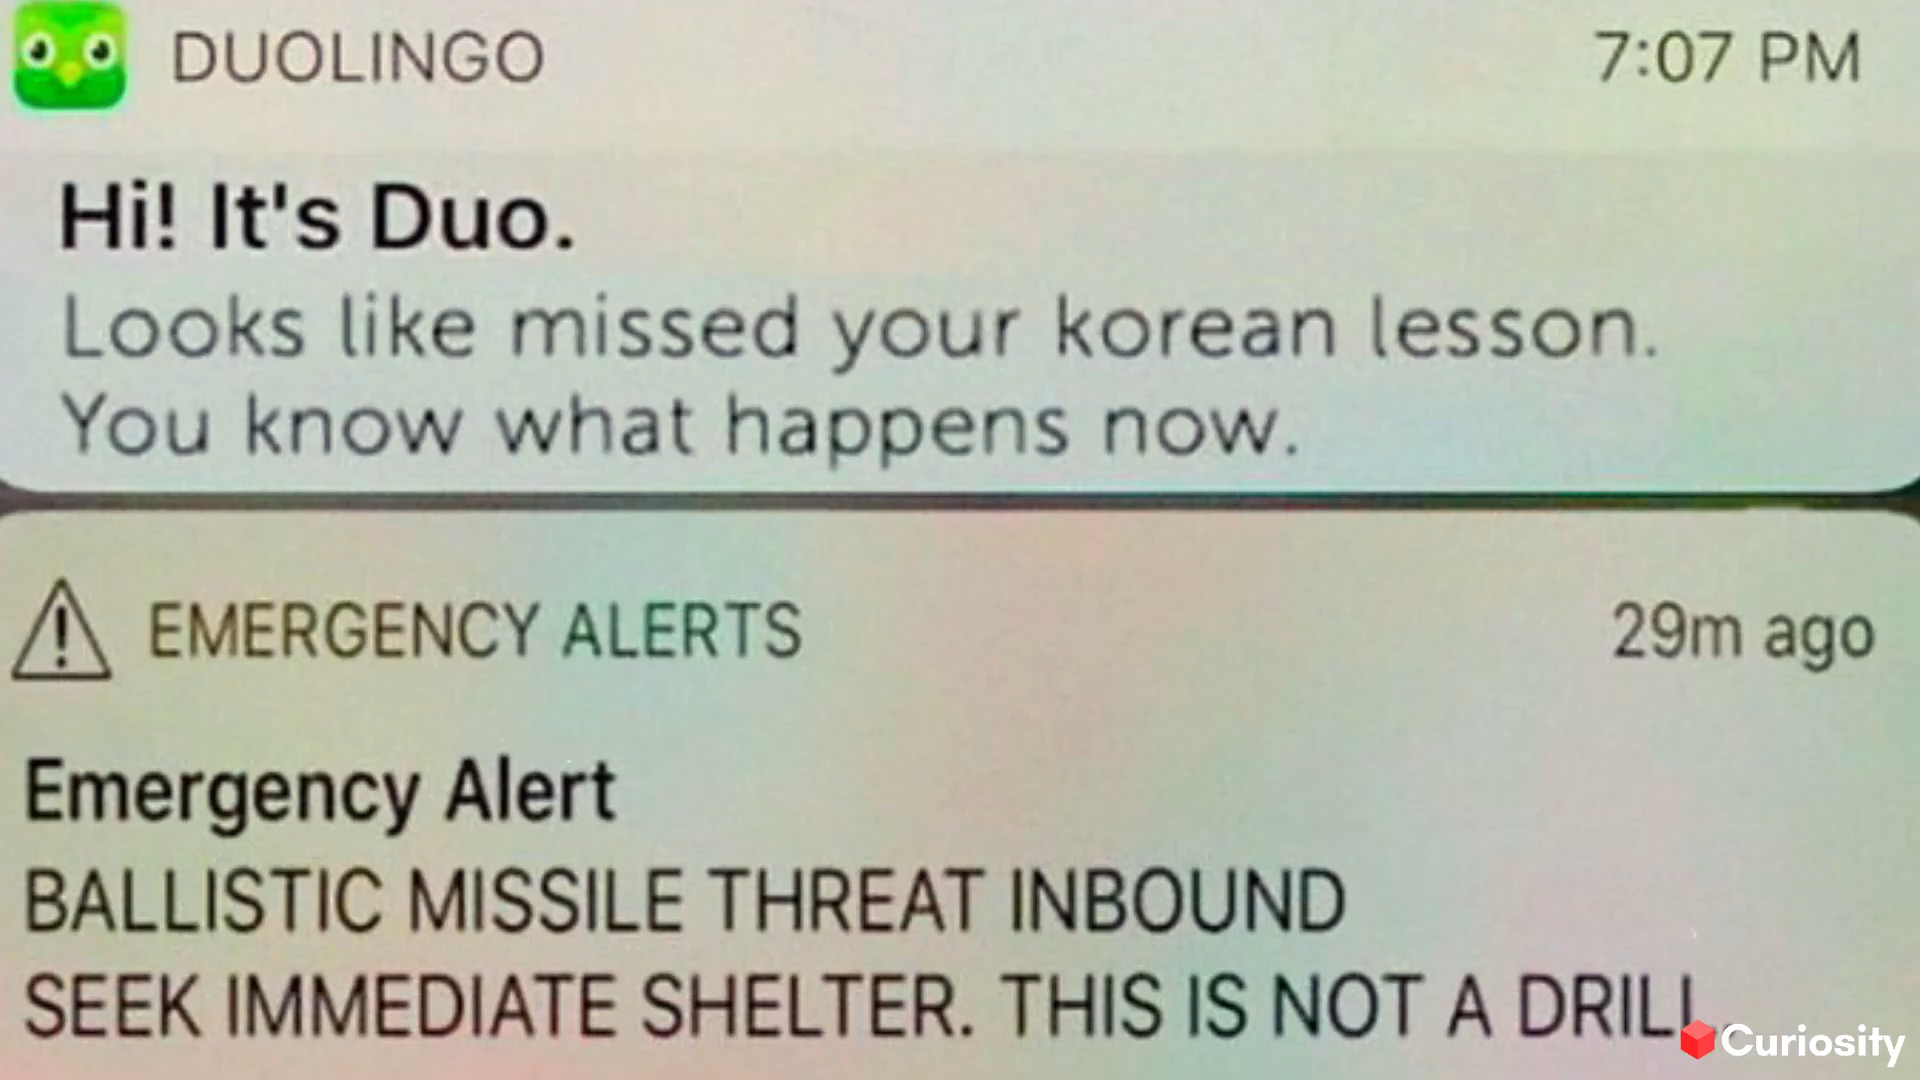 DUOLINGO
7:07 PM
Hi! It's Duo.
Looks like missed your korean lesson.
You know what happens now.
EMERGENCY ALERTS
29m ago
Emergency Alert
BALLISTIC MISSILE THREAT INBOUND
SEEK IMMEDIATE SHELTER. THIS IS NOT A DRILL.
Curiosity